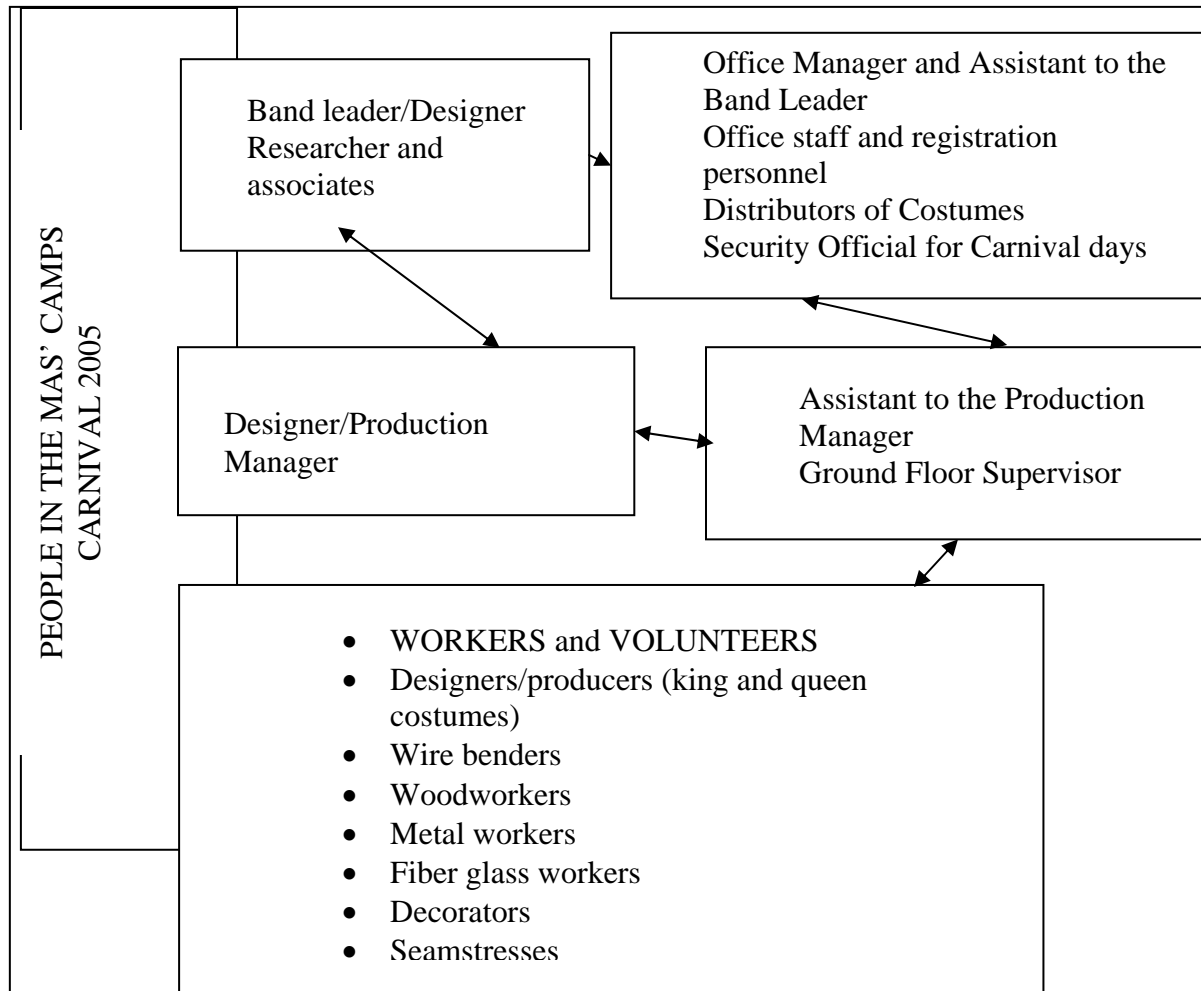 PEOPLE IN THE MAS’ CAMPS
CARNIVAL 2005
Band leader/Designer
Researcher and
associates
Office Manager and Assistant to the
Band Leader
Office staff and registration
personnel
Distributors of Costumes
Security Official for Carnival days
Designer/Production
Manager
Assistant to the Production
Manager
Ground Floor Supervisor
• WORKERS and VOLUNTEERS
• Designers/producers (king and queen
costumes)
• Wire benders
• Woodworkers
• Metal workers
• Fiber glass workers
• Decorators
• Seamstresses